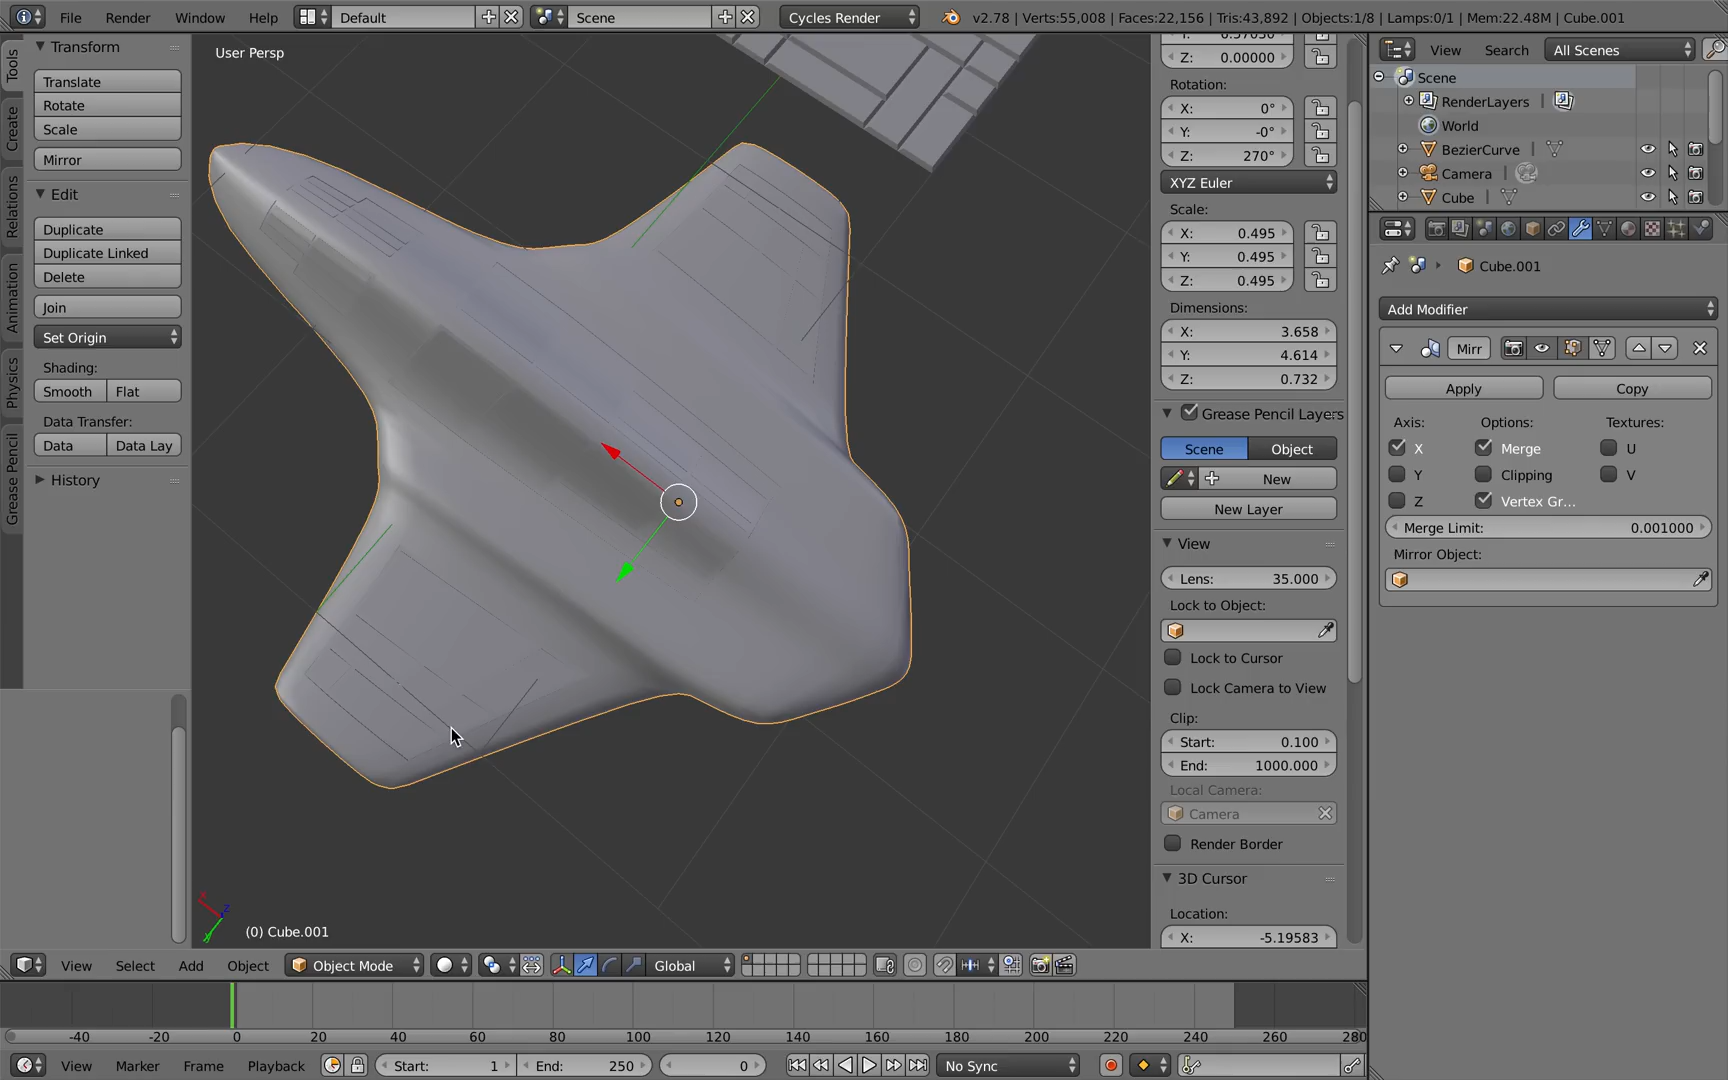 File Render Window Help Default Scene Cycles Render v2.78 | Verts:55,008 | Faces:22,156 | Tris:43,892 | Objects:1/8 | Lamps:0/1 | Mem:22.48M | Cube.001
Tools
Create
Relations
Animation
Physics
Grease Pencil
Transform
Translate
Rotate
Scale
Mirror
Edit
Duplicate
Duplicate Linked
Delete
Join
Set Origin
Shading:
Smooth Flat
Data Transfer:
Data Data Lay
History
User Persp
(0) Cube.001
Z: 0.00000
Rotation:
X: 0°
Y: -0°
Z: 270°
XYZ Euler
Scale:
X: 0.495
Y: 0.495
Z: 0.495
Dimensions:
X: 3.658
Y: 4.614
Z: 0.732
Grease Pencil Layers
Scene Object
New
New Layer
View
Lens: 35.000
Lock to Object:
Lock to Cursor
Lock Camera to View
Clip:
Start: 0.100
End: 1000.000
Local Camera:
Camera
Render Border
3D Cursor
Location:
X: -5.19583
View Search All Scenes
Scene
RenderLayers |
World
BezierCurve |
Camera |
Cube |
Cube.001
Add Modifier
Mirr
Apply Copy
Axis: Options: Textures:
X Merge U
Y Clipping V
Z Vertex Gr...
Merge Limit: 0.001000
Mirror Object:
View Select Add Object Object Mode Global
-40 -20 0 20 40 60 80 100 120 140 160 180 200 220 240 260 280
View Marker Frame Playback Start: 1 End: 250 0 No Sync